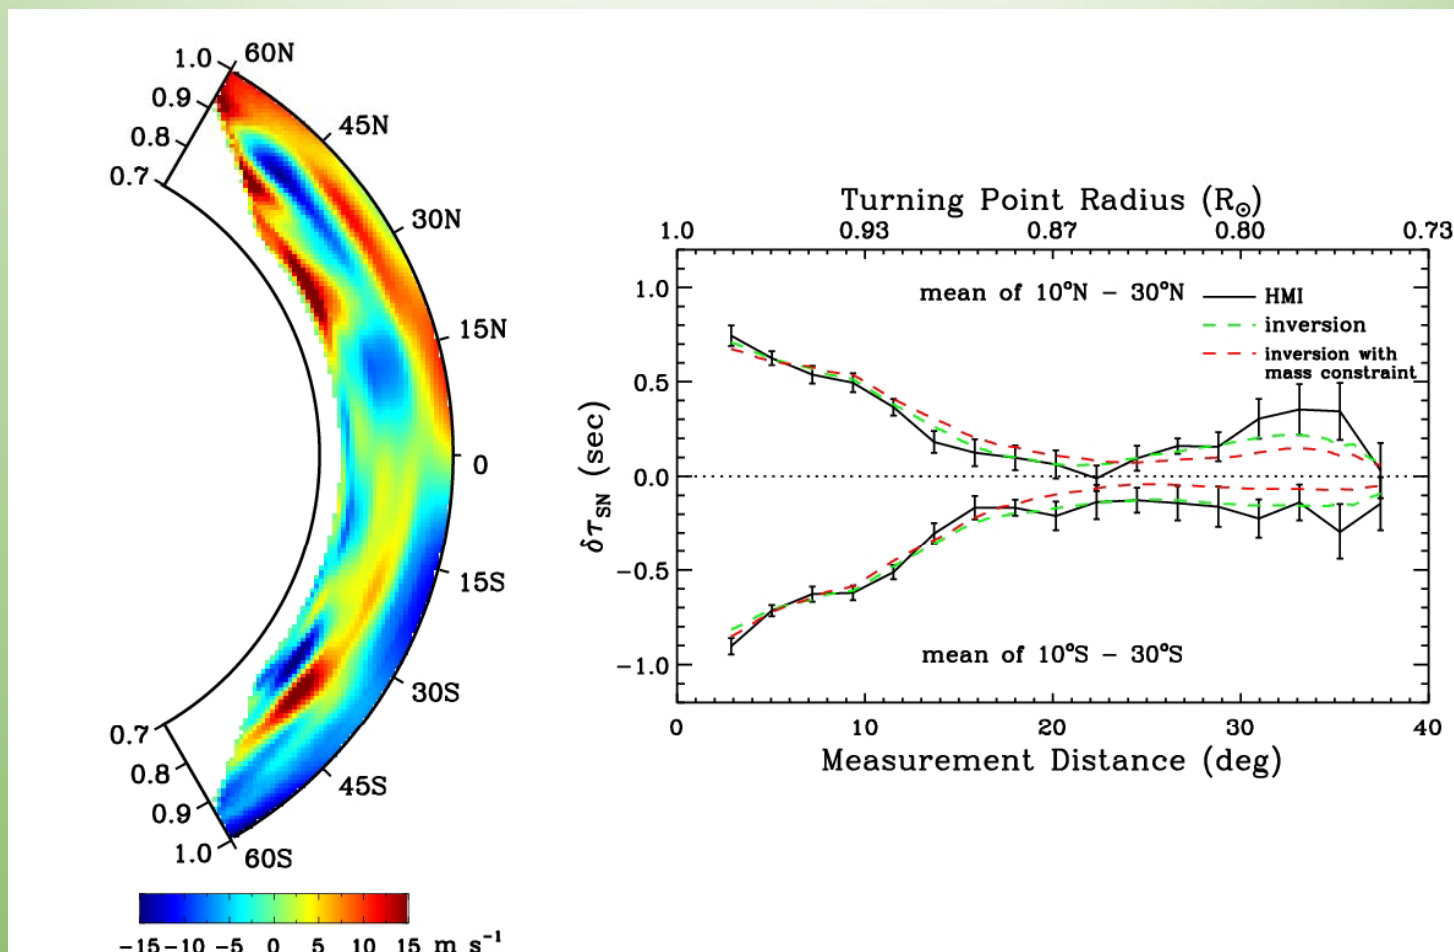 1.0
60N
0.9
0.8
0.7
45N
30N
15N
0
15S
30S
45S
60S
0.7
0.8
0.9
1.0
−15 −10 −5 0 5 10 15 m s⁻¹
Turning Point Radius (R☉)
1.0 0.93 0.87 0.80 0.73
mean of 10°N − 30°N
HMI
inversion
inversion with
mass constraint
1.0
0.5
0.0
−0.5
−1.0
δτSN (sec)
mean of 10°S − 30°S
0 10 20 30 40
Measurement Distance (deg)